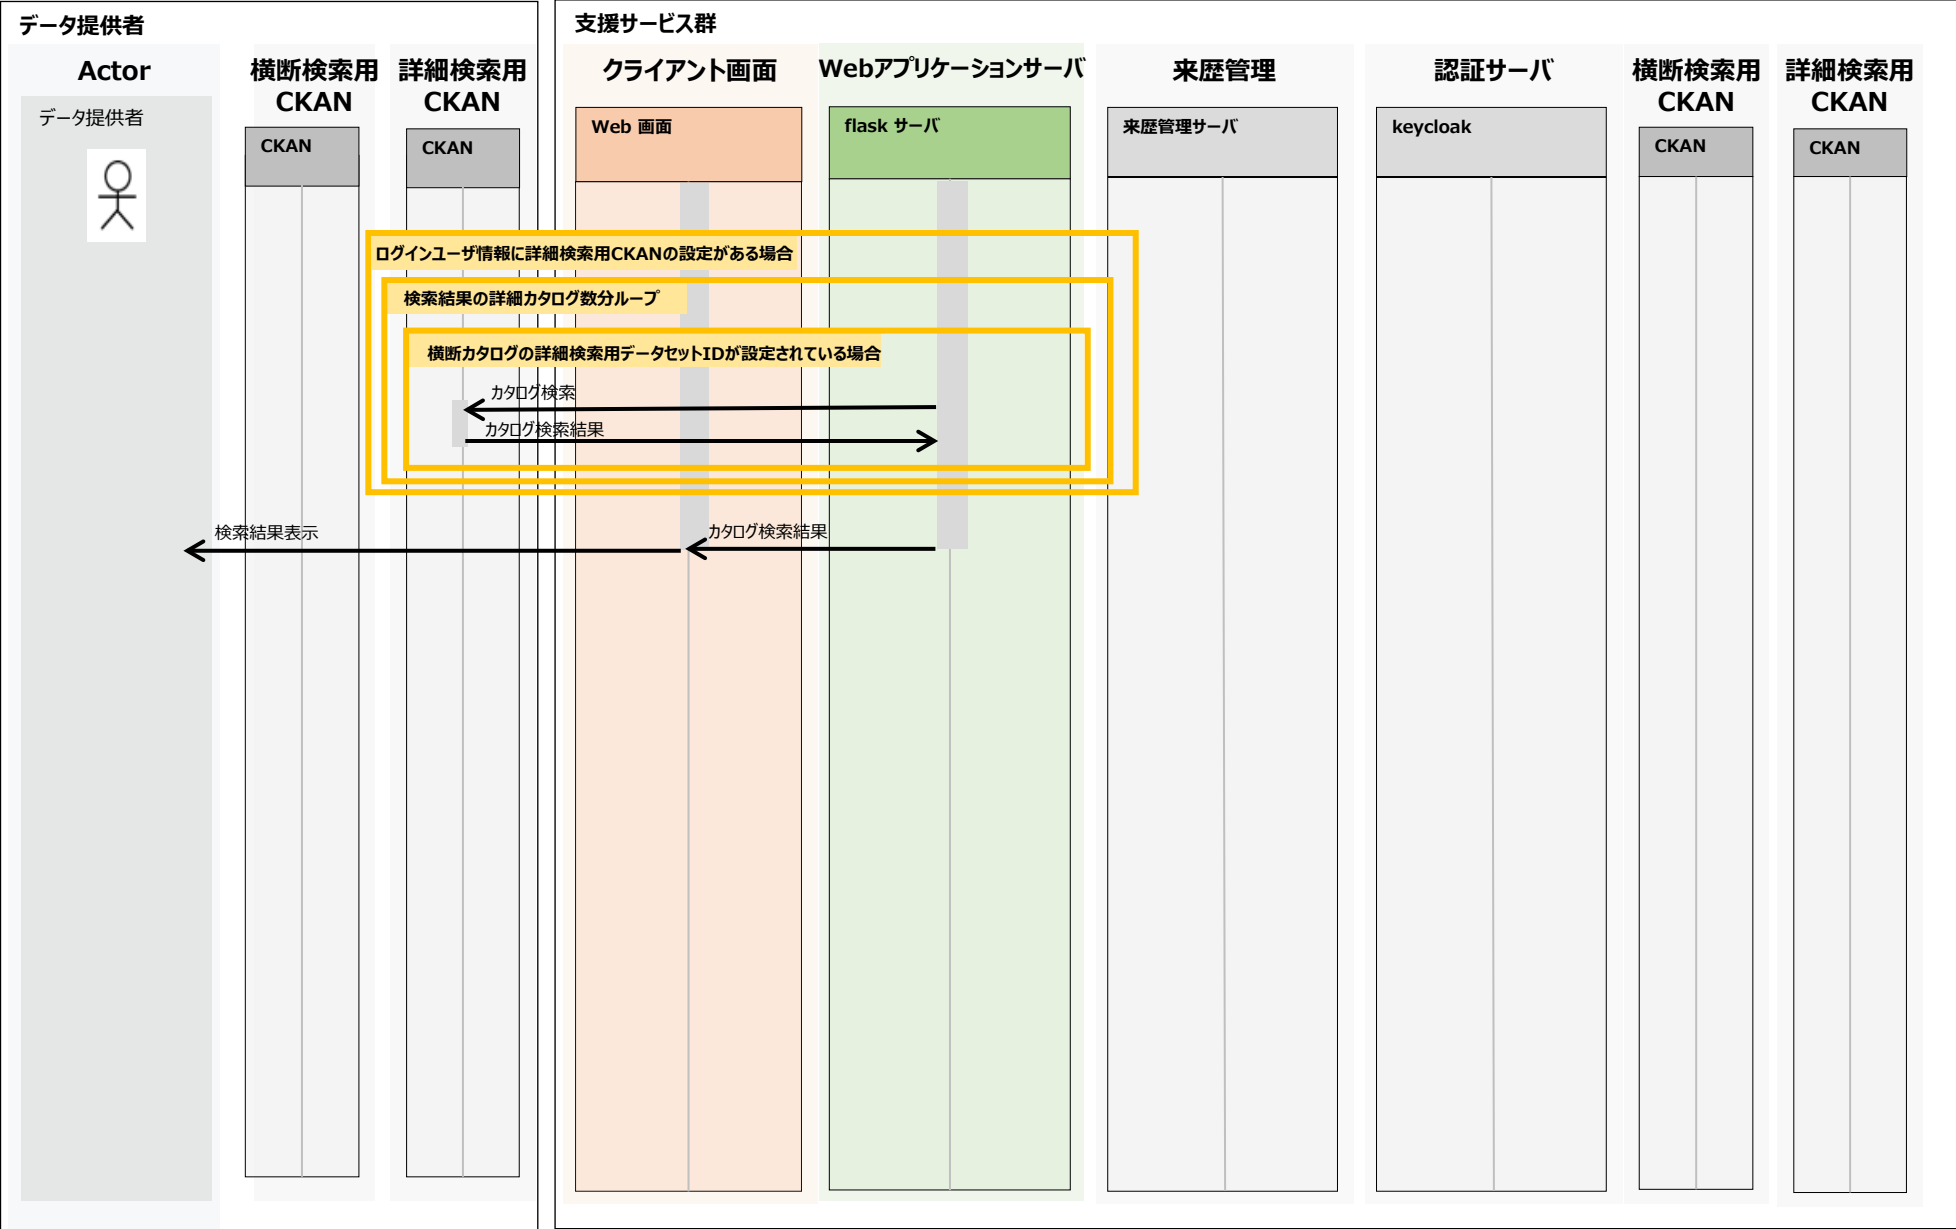 データ提供者
支援サービス群
Actor
横断検索用
CKAN
詳細検索用
CKAN
クライアント画面
Webアプリケーションサーバ
来歴管理
認証サーバ
横断検索用
CKAN
詳細検索用
CKAN
データ提供者
CKAN
CKAN
Web 画面
flask サーバ
来歴管理サーバ
keycloak
CKAN
CKAN
ログインユーザ情報に詳細検索用CKANの設定がある場合
検索結果の詳細カタログ数分ループ
横断カタログの詳細検索用データセットIDが設定されている場合
カタログ検索
カタログ検索結果
検索結果表示
カタログ検索結果